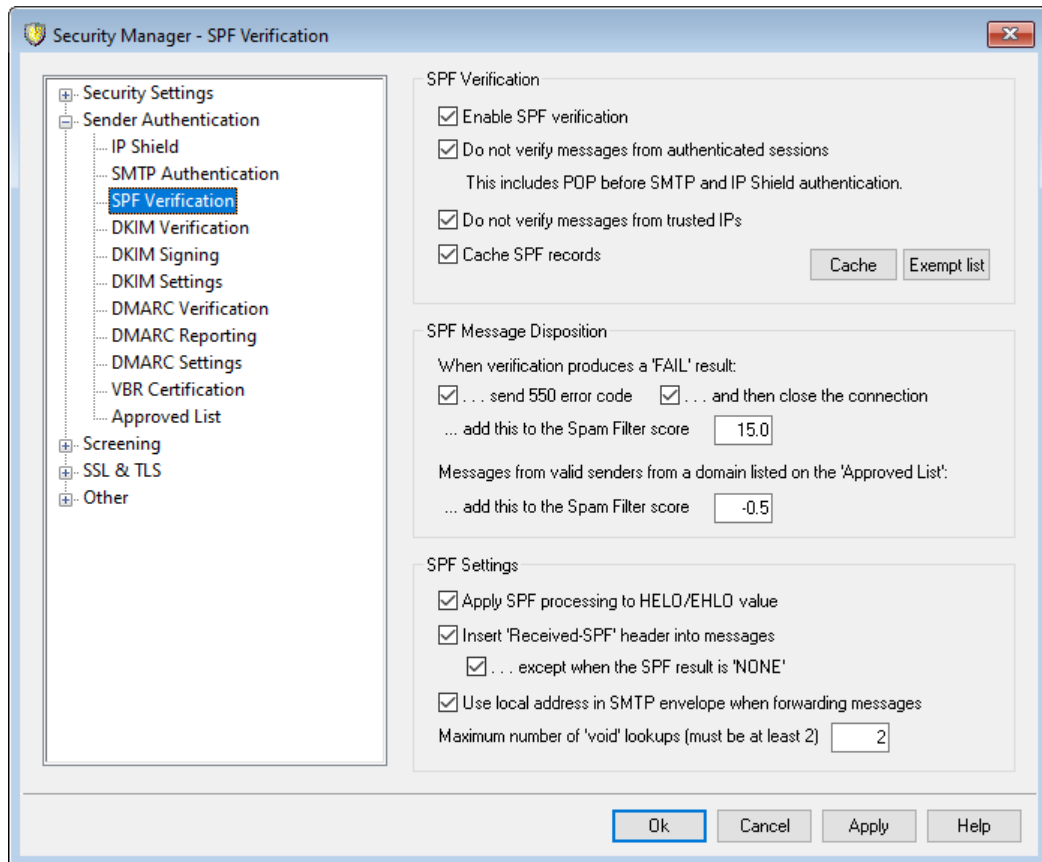 Security Manager - SPF Verification
Security Settings
Sender Authentication
IP Shield
SMTP Authentication
SPF Verification
DKIM Verification
DKIM Signing
DKIM Settings
DMARC Verification
DMARC Reporting
DMARC Settings
VBR Certification
Approved List
Screening
SSL & TLS
Other
SPF Verification
Enable SPF verification
Do not verify messages from authenticated sessions
This includes POP before SMTP and IP Shield authentication.
Do not verify messages from trusted IPs
Cache SPF records
Cache Exempt list
SPF Message Disposition
When verification produces a 'FAIL' result:
. . . send 550 error code . . . and then close the connection
... add this to the Spam Filter score 15.0
Messages from valid senders from a domain listed on the 'Approved List':
... add this to the Spam Filter score -0.5
SPF Settings
Apply SPF processing to HELO/EHLO value
Insert 'Received-SPF' header into messages
. . . except when the SPF result is 'NONE'
Use local address in SMTP envelope when forwarding messages
Maximum number of 'void' lookups (must be at least 2) 2
Ok Cancel Apply Help